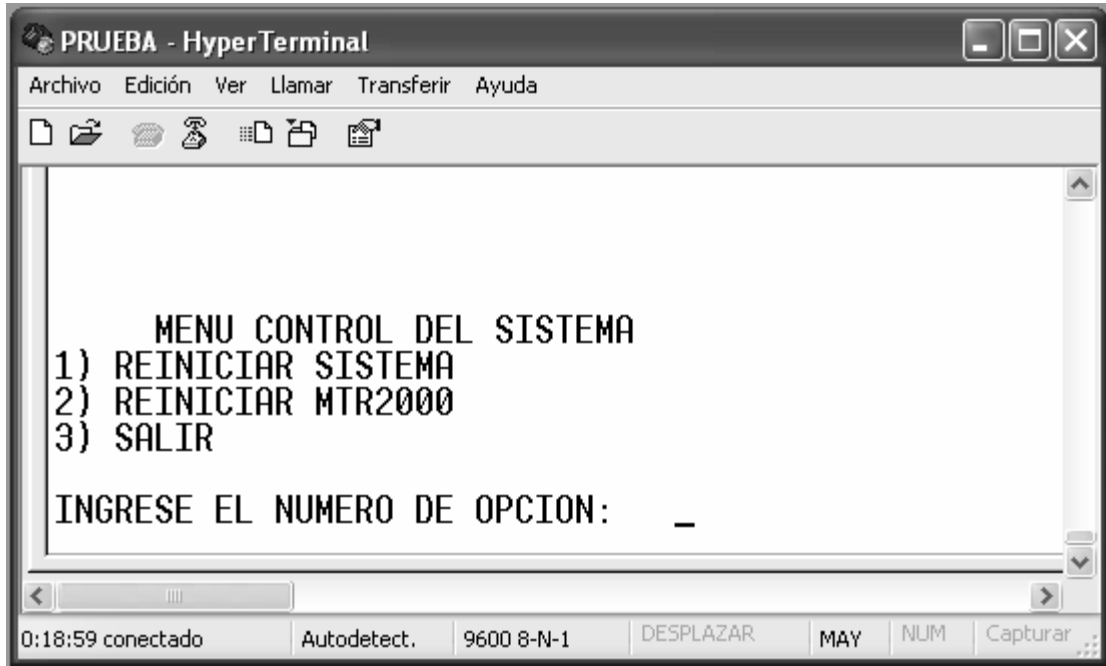 PRUEBA - HyperTerminal
Archivo Edición Ver Llamar Transferir Ayuda
MENU CONTROL DEL SISTEMA
1) REINICIAR SISTEMA
2) REINICIAR MTR2000
3) SALIR
INGRESE EL NUMERO DE OPCION: _
0:18:59 conectado Autodetect. 9600 8-N-1 DESPLAZAR MAY NUM Capturar